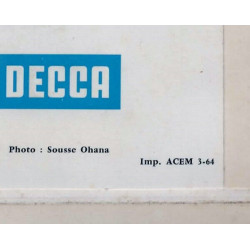 DECCA
Photo : Sousse Ohana
Imp. ACEM 3-64